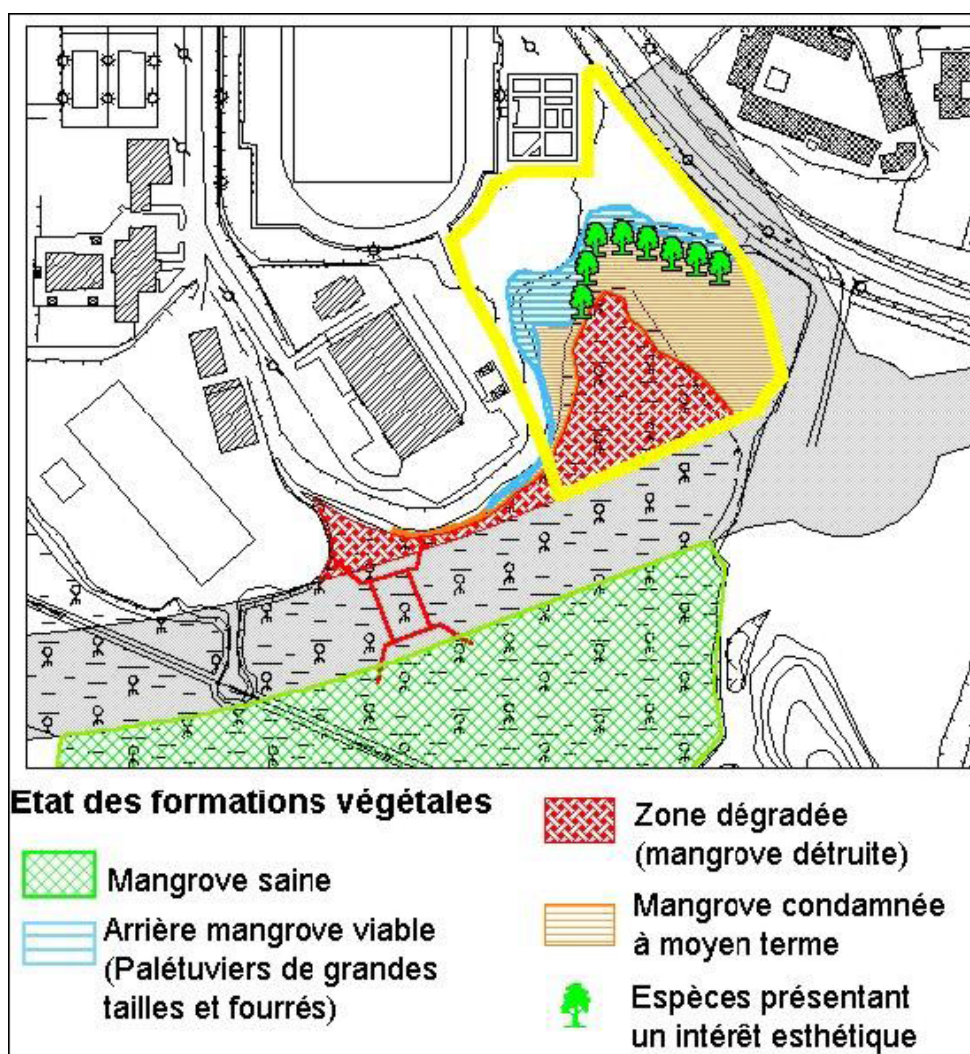 Etat des formations végétales
Mangrove saine
Arrière mangrove viable
(Palétuviers de grandes
tailles et fourrés)
Zone dégradée
(mangrove détruite)
Mangrove condamnée
à moyen terme
Espèces présentant
un intérêt esthétique